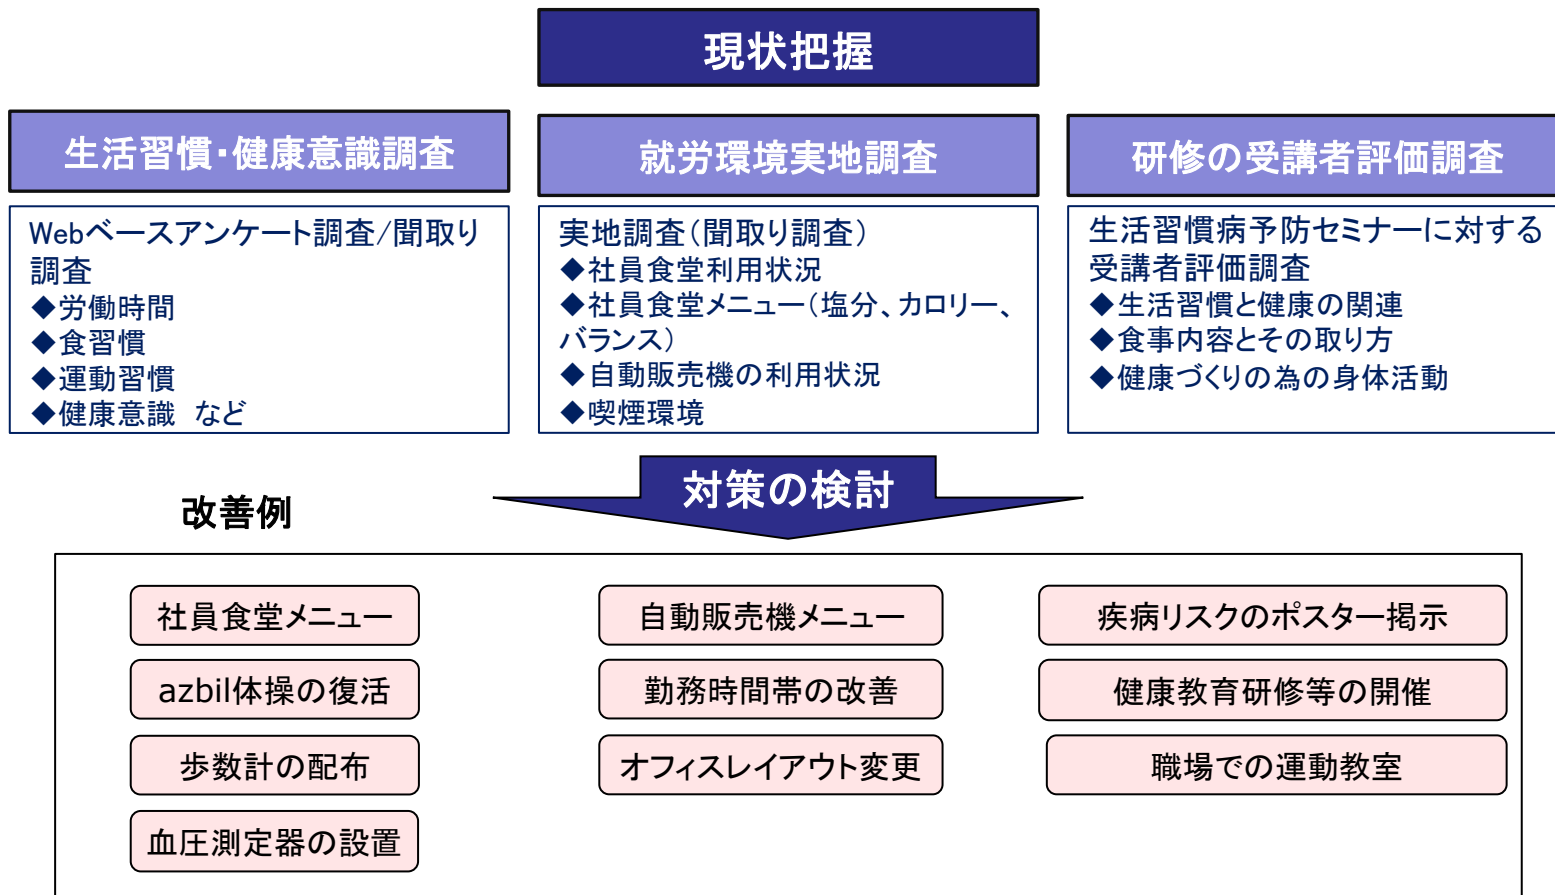 現状把握
生活習慣・健康意識調査
Webベースアンケート調査/聞取り
調査
◆労働時間
◆食習慣
◆運動習慣
◆健康意識　など
就労環境実地調査
実地調査（聞取り調査）
◆社員食堂利用状況
◆社員食堂メニュー（塩分、カロリー、
バランス）
◆自動販売機の利用状況
◆喫煙環境
研修の受講者評価調査
生活習慣病予防セミナーに対する
受講者評価調査
◆生活習慣と健康の関連
◆食事内容とその取り方
◆健康づくりの為の身体活動
対策の検討
改善例
社員食堂メニュー
azbil体操の復活
歩数計の配布
血圧測定器の設置
自動販売機メニュー
勤務時間帯の改善
オフィスレイアウト変更
疾病リスクのポスター掲示
健康教育研修等の開催
職場での運動教室